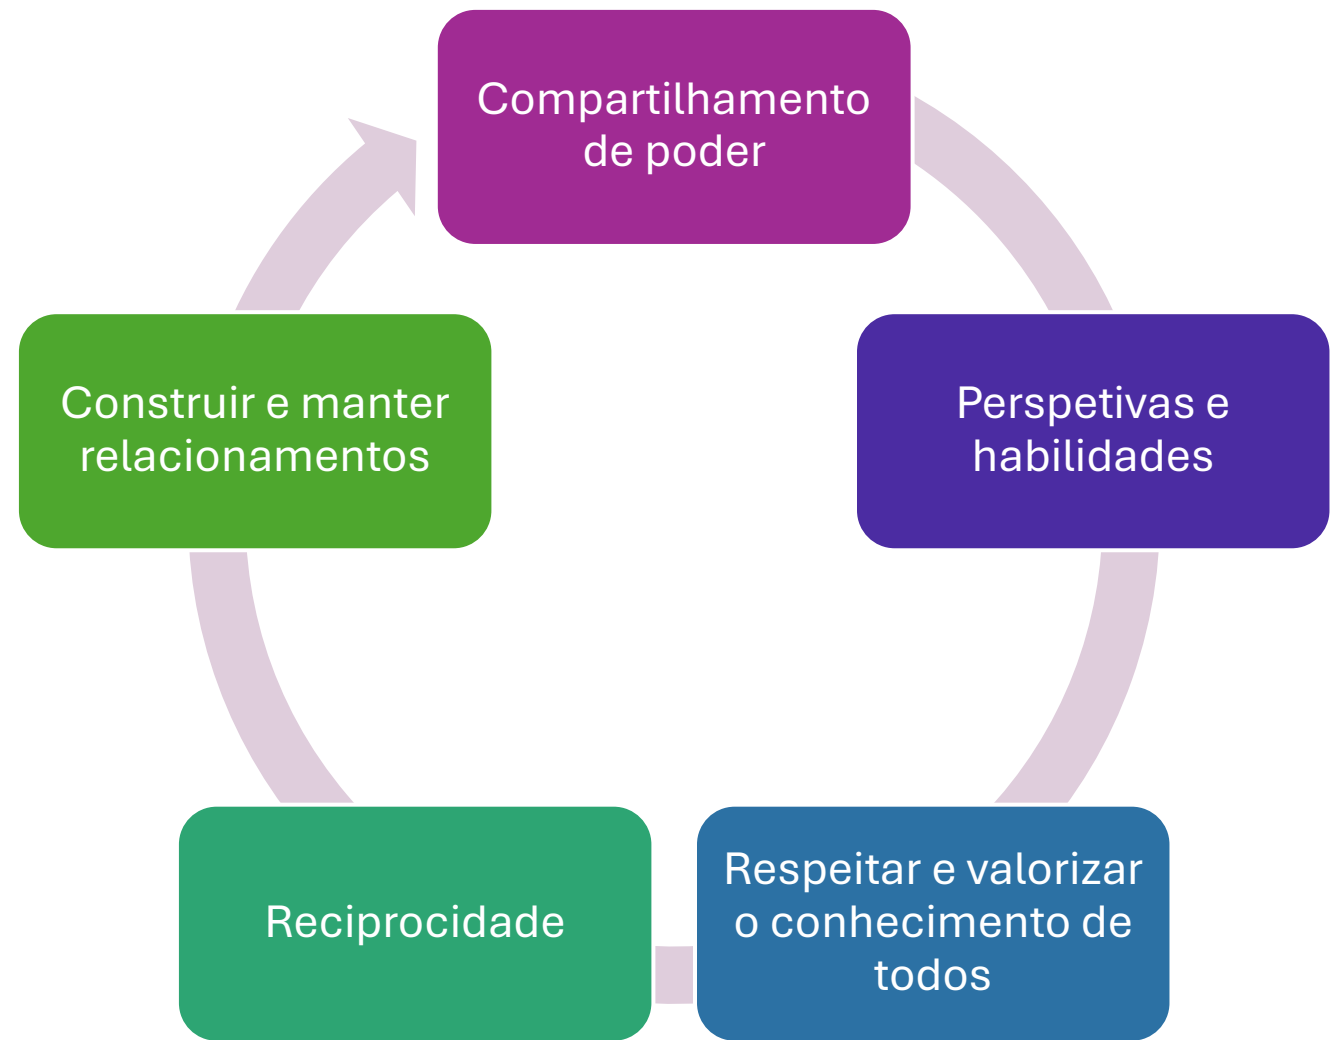 Compartilhamento
de poder
Perspetivas e
habilidades
Respeitar e valorizar
o conhecimento de
todos
Reciprocidade
Construir e manter
relacionamentos